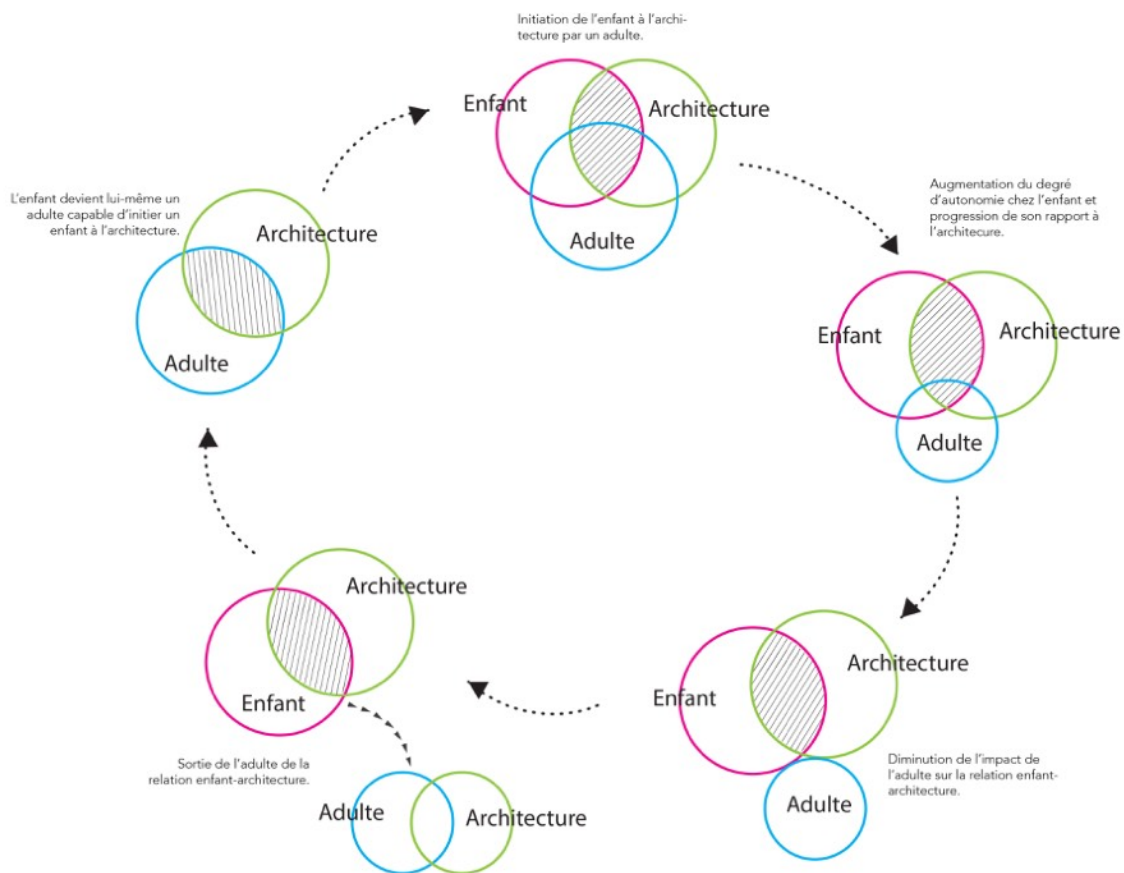 Initiation de l'enfant à l'archi-
tecture par un adulte.
Enfant
Architecture
Adulte
Augmentation du degré
d'autonomie chez l'enfant et
progression de son rapport à
l'architecure.
Enfant
Architecture
Adulte
Enfant
Architecture
Adulte
Diminution de l'impact de
l'adulte sur la relation enfant-
architecture.
Architecture
Enfant
Sortie de l'adulte de la
relation enfant-architecture.
Adulte
Architecture
L'enfant devient lui-même un
adulte capable d'initier un
enfant à l'architecture.
Architecture
Adulte